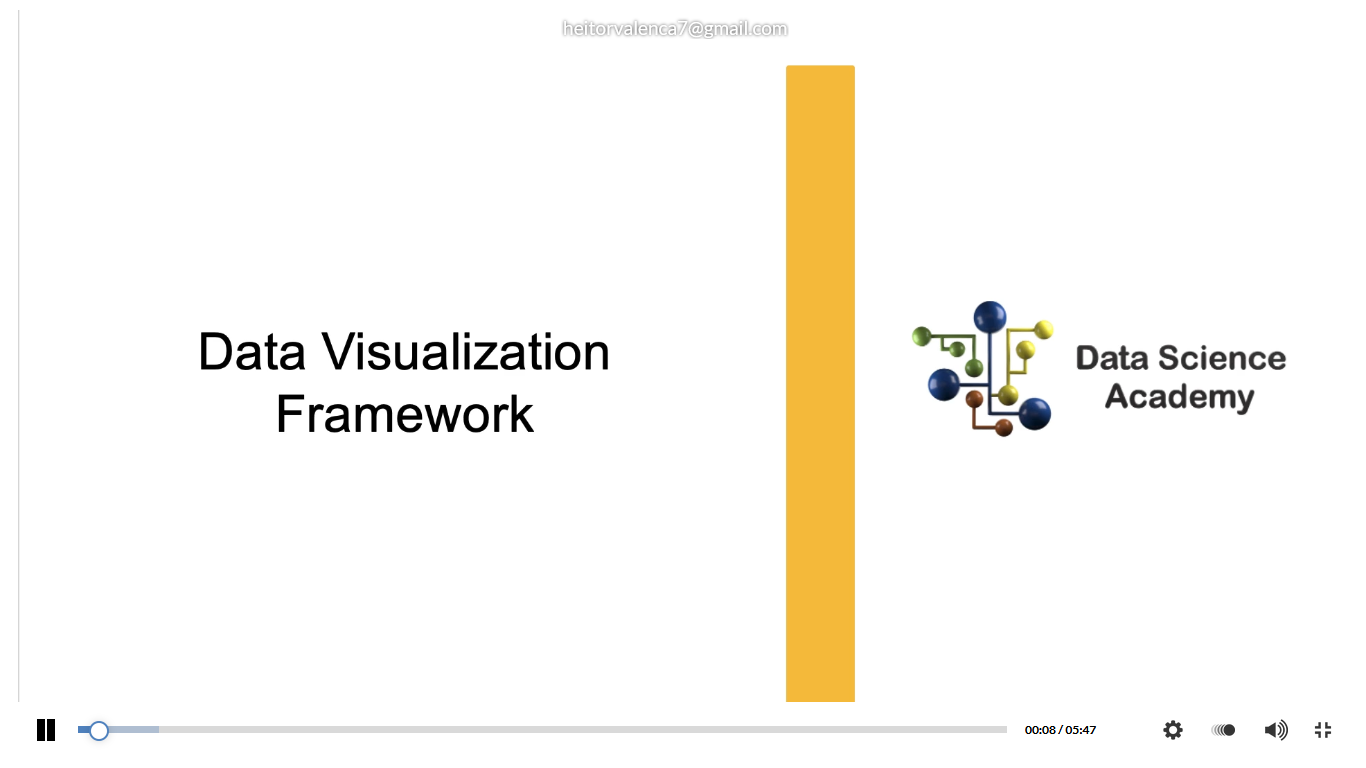 heitorvalenca7@gmail.com
Data Visualization
Framework
Data Science
Academy
00:08 / 05:47